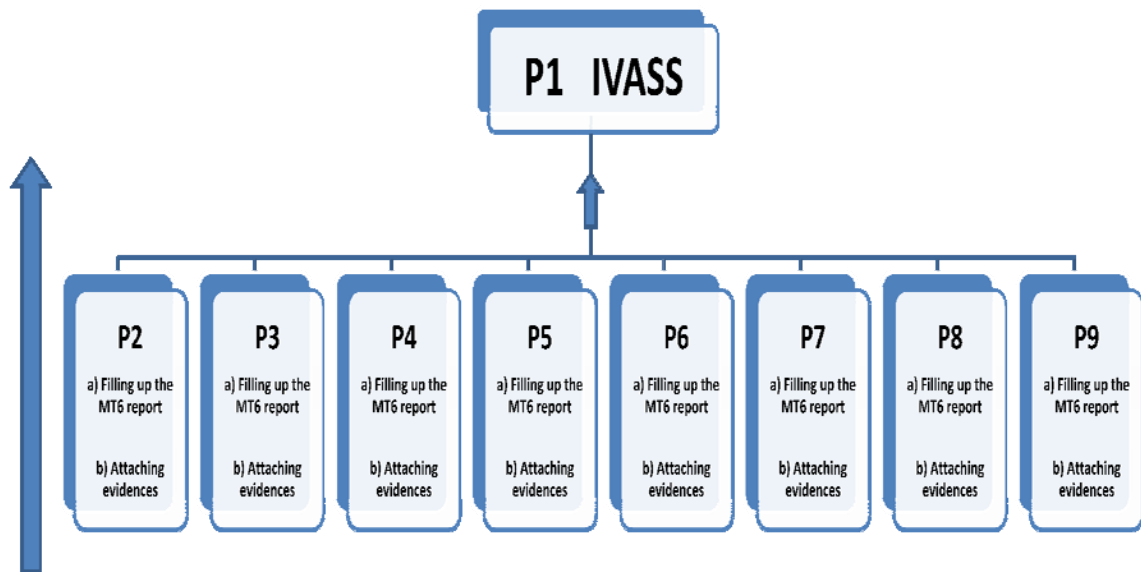 P1 IVASS
P2
a) Filling up the
MT6 report
b) Attaching
evidences
P3
a) Filling up the
MT6 report
b) Attaching
evidences
P4
a) Filling up the
MT6 report
b) Attaching
evidences
P5
a) Filling up the
MT6 report
b) Attaching
evidences
P6
a) Filling up the
MT6 report
b) Attaching
evidences
P7
a) Filling up the
MT6 report
b) Attaching
evidences
P8
a) Filling up the
MT6 report
b) Attaching
evidences
P9
a) Filling up the
MT6 report
b) Attaching
evidences